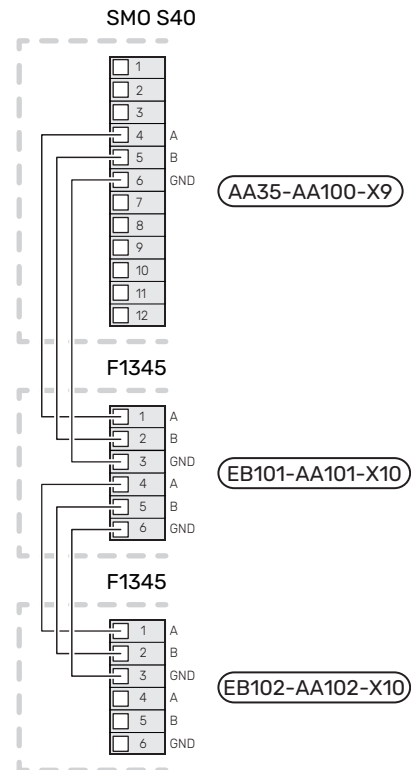 SMO S40
1
2
3
4 A
5 B
6 GND
7
8
9
10
11
12
AA35-AA100-X9
F1345
1 A
2 B
3 GND
4 A
5 B
6 GND
EB101-AA101-X10
F1345
1 A
2 B
3 GND
4 A
5 B
6 GND
EB102-AA102-X10